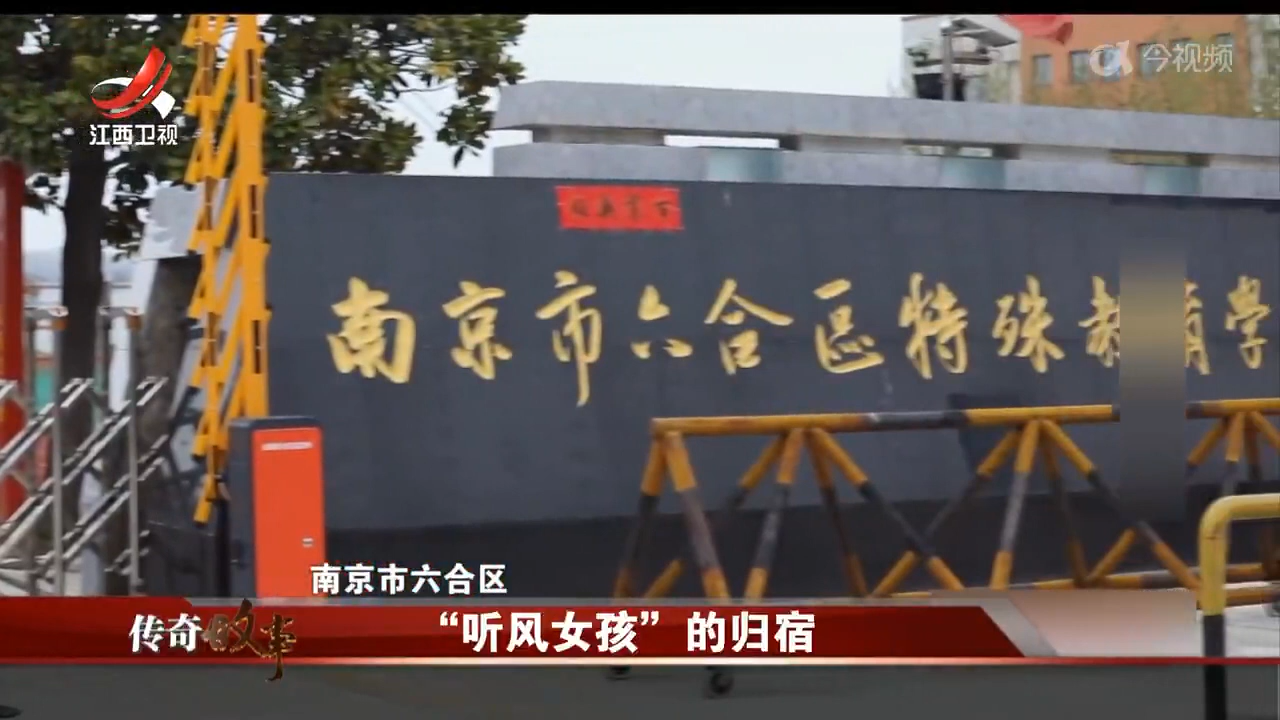 江西卫视
今视频
南京市六合区特殊教育学
南京市六合区
传奇故事
“听风女孩”的归宿